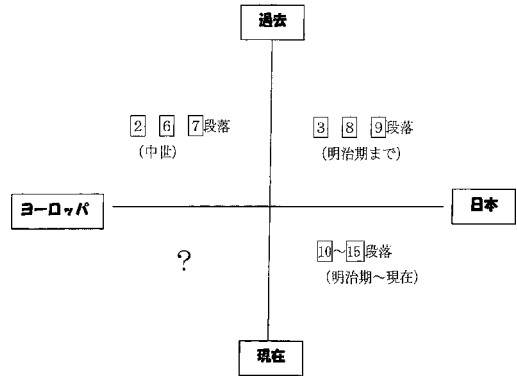 過去
2 6 7段落
(中世)
3 8 9段落
(明治期まで)
ヨーロッパ
日本
?
10～15段落
(明治期～現在)
現在